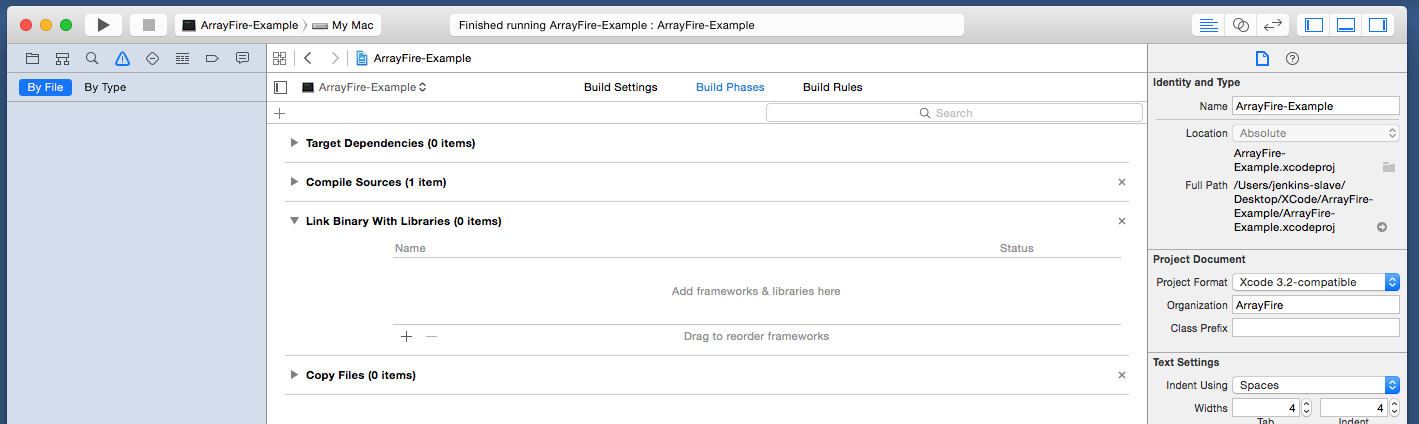 ArrayFire-Example 〉 My Mac
Finished running ArrayFire-Example : ArrayFire-Example
By File
By Type
ArrayFire-Example
ArrayFire-Example
Build Settings
Build Phases
Build Rules
Search
Target Dependencies (0 items)
Compile Sources (1 item)
Link Binary With Libraries (0 items)
Name
Status
Add frameworks & libraries here
Drag to reorder frameworks
Copy Files (0 items)
Identity and Type
Name ArrayFire-Example
Location Absolute
ArrayFire-
Example.xcodeproj
Full Path /Users/jenkins-slave/
Desktop/XCode/ArrayFire-
Example/ArrayFire-
Example.xcodeproj
Project Document
Project Format Xcode 3.2-compatible
Organization ArrayFire
Class Prefix
Text Settings
Indent Using Spaces
Widths 4 4
Tab Indent